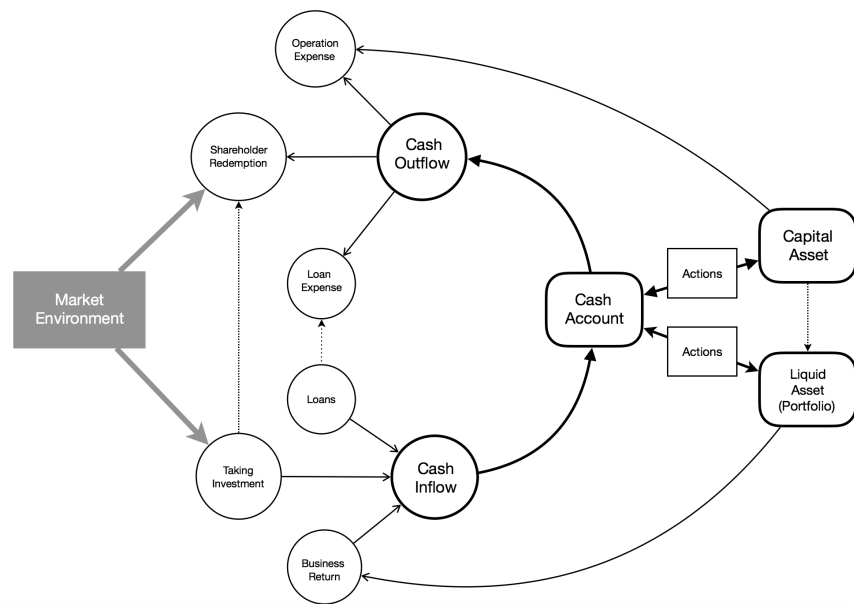 Operation
Expense
Cash
Outflow
Shareholder
Redemption
Capital
Asset
Actions
Loan
Expense
Market
Environment
Cash
Account
Actions
Liquid
Asset
(Portfolio)
Loans
Taking
Investment
Cash
Inflow
Business
Return